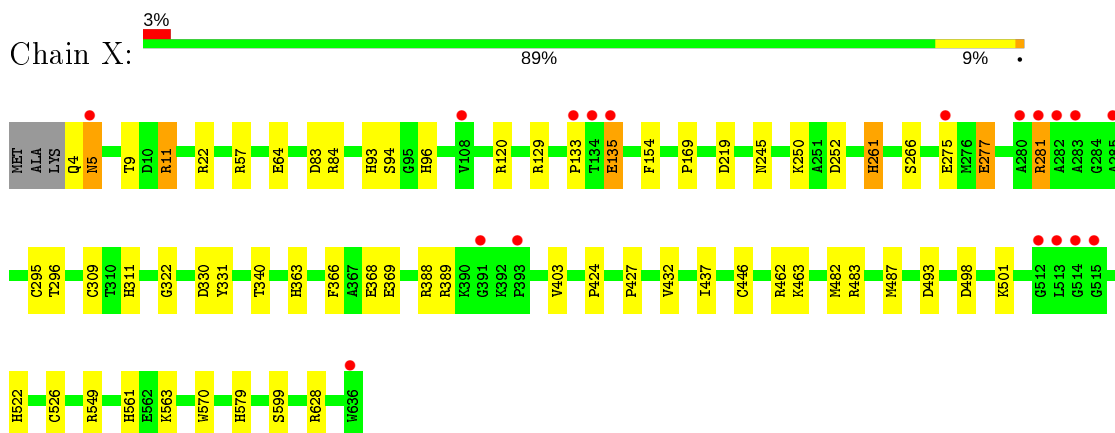 3%
Chain X:
89% 9% •
MET ALA LYS Q4 N5 T9 D10 R11 R22 R57 E64 D83 R84 H93 S94 G95 H96 V108 R120 R129 P133 T134 E135 F154 P169 D219 N245 K250 A251 D252 H261 S266 E275 M276 E277 A280 R281 A282 A283 G284 A285
C295 T296 C309 T310 H311 G322 D330 Y331 T340 H363 F366 A367 E368 E369 R388 R389 K390 G391 K392 P393 V403 P424 P427 V432 I437 C446 R462 K463 M482 R483 M487 D493 D498 K501 G512 L513 G514 G515
H522 C526 R549 H561 E562 K563 W570 H579 S599 R628 W636